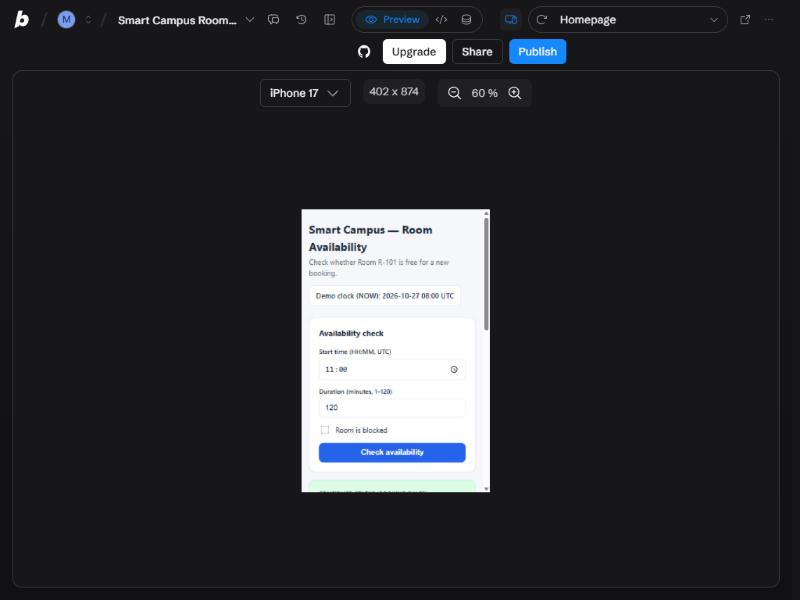 b / M / Smart Campus Room... Preview Homepage
Upgrade Share Publish
iPhone 17 402 x 874 60 %
Smart Campus — Room
Availability
Check whether Room R-101 is free for a new
booking.
Demo clock (NOW): 2026-10-27 08:00 UTC
Availability check
Start time (HH:MM, UTC)
11:00
Duration (minutes, 1–120)
120
Room is blocked
Check availability